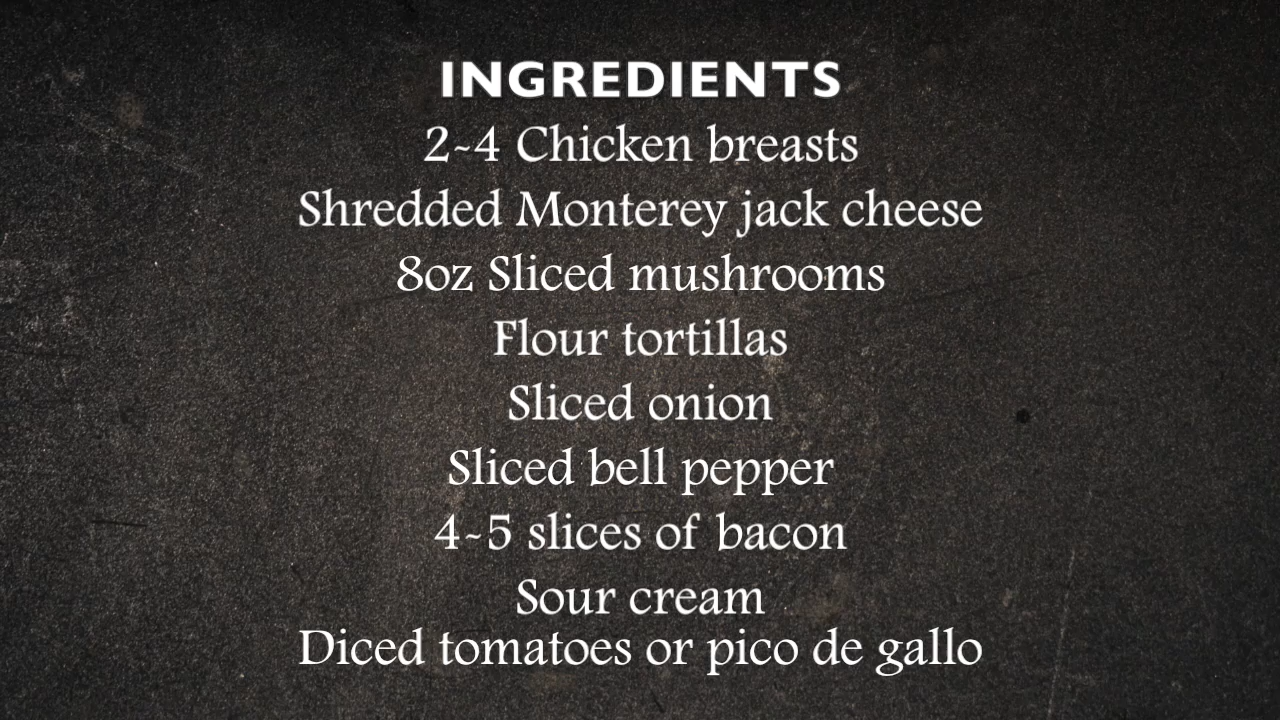 INGREDIENTS
2-4 Chicken breasts
Shredded Monterey jack cheese
8oz Sliced mushrooms
Flour tortillas
Sliced onion
Sliced bell pepper
4-5 slices of bacon
Sour cream
Diced tomatoes or pico de gallo